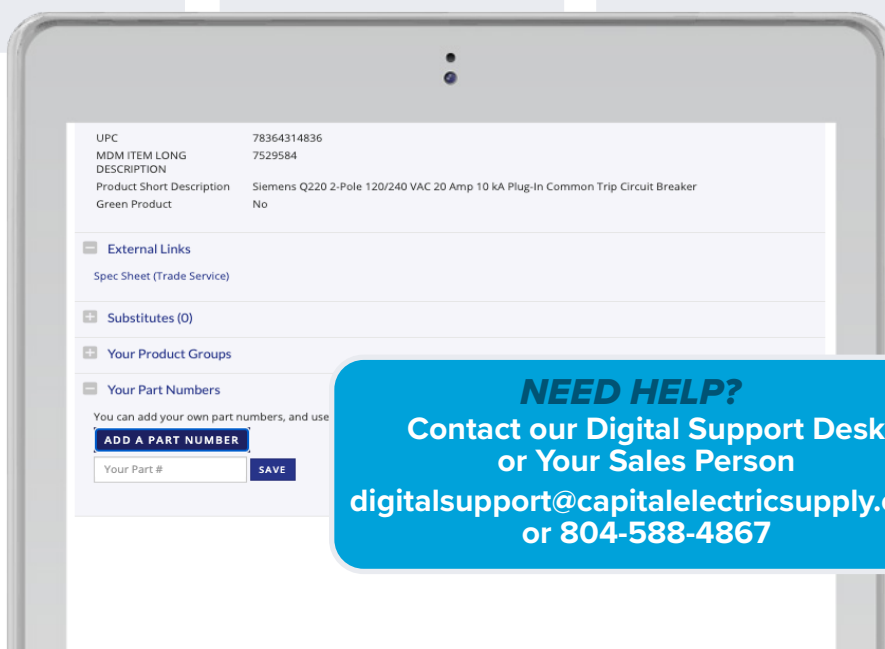 UPC 78364314836
MDM ITEM LONG DESCRIPTION 7529584
Product Short Description Siemens Q220 2-Pole 120/240 VAC 20 Amp 10 kA Plug-In Common Trip Circuit Breaker
Green Product No
External Links
Spec Sheet (Trade Service)
Substitutes (0)
Your Product Groups
Your Part Numbers
You can add your own part numbers, and use
ADD A PART NUMBER
Your Part #
SAVE
NEED HELP?
Contact our Digital Support Desk
or Your Sales Person
digitalsupport@capitalelectricsupply.
or 804-588-4867